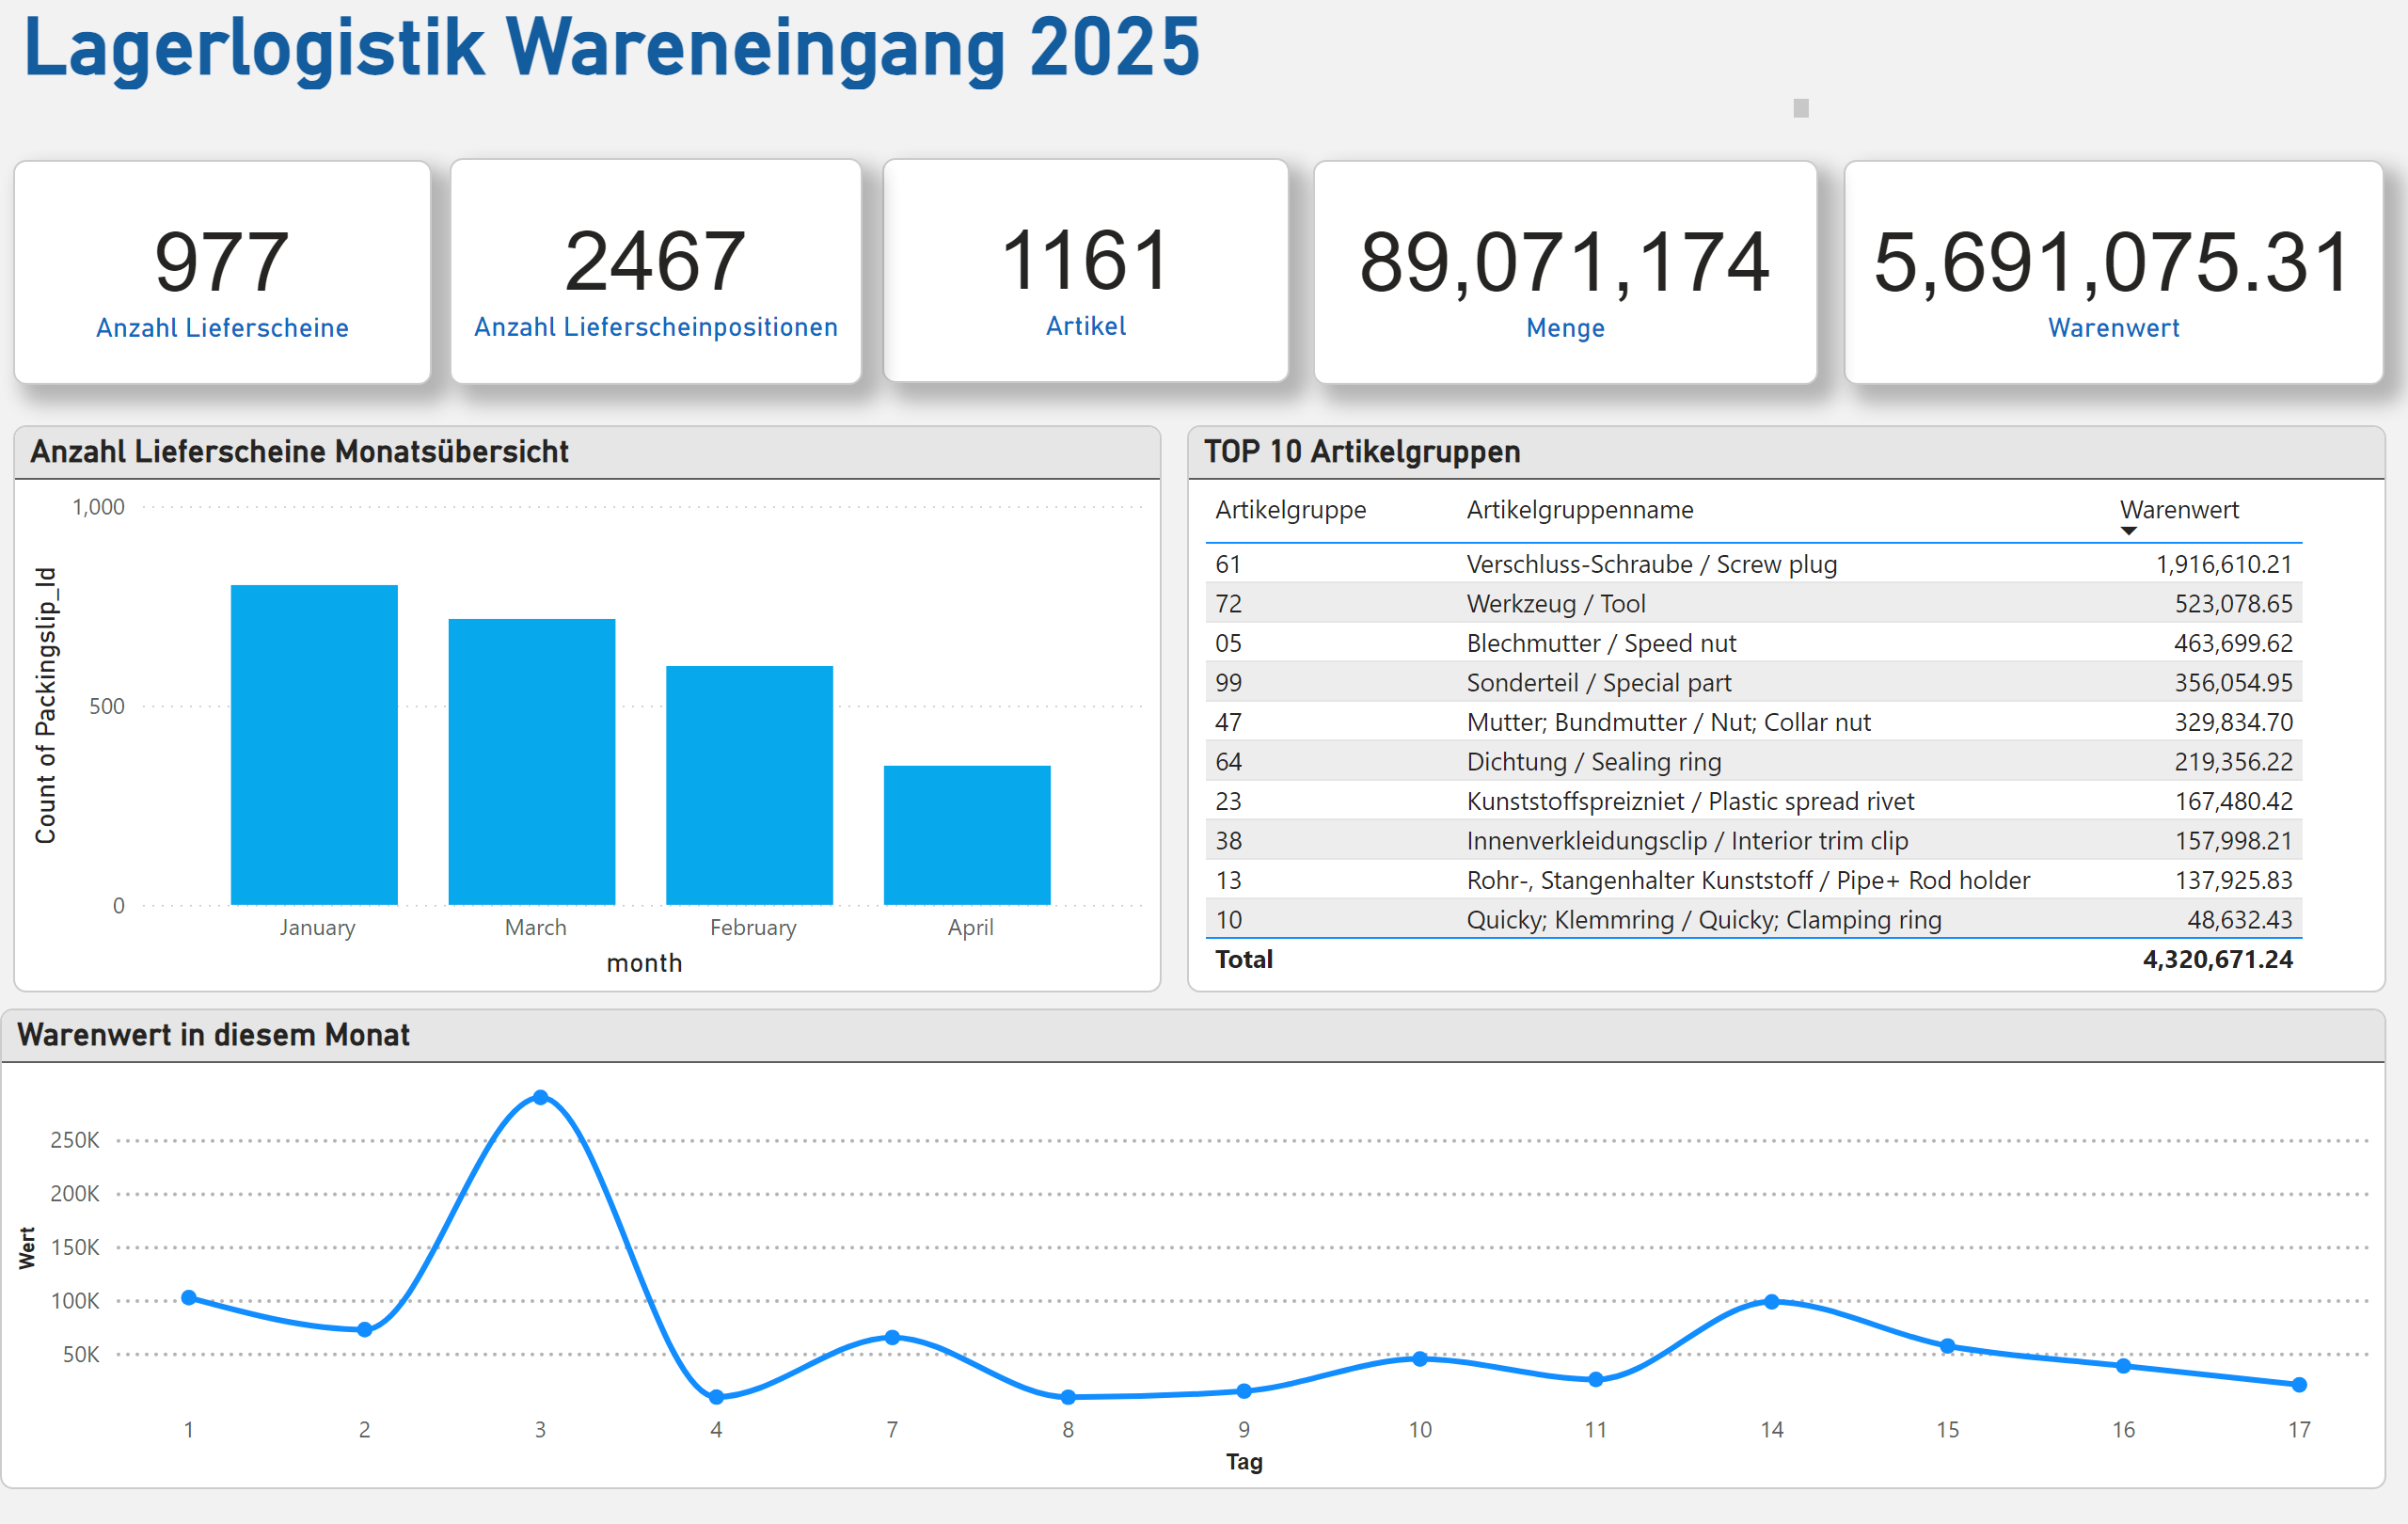 Lagerlogistik Wareneingang 2025
977
Anzahl Lieferscheine
2467
Anzahl Lieferscheinpositionen
1161
Artikel
89,071,174
Menge
5,691,075.31
Warenwert
Anzahl Lieferscheine Monatsübersicht
Count of Packingslip_Id
1,000
500
0
January March February April
month
TOP 10 Artikelgruppen
Artikelgruppe Artikelgruppenname Warenwert
61 Verschluss-Schraube / Screw plug 1,916,610.21
72 Werkzeug / Tool 523,078.65
05 Blechmutter / Speed nut 463,699.62
99 Sonderteil / Special part 356,054.95
47 Mutter; Bundmutter / Nut; Collar nut 329,834.70
64 Dichtung / Sealing ring 219,356.22
23 Kunststoffspreizniet / Plastic spread rivet 167,480.42
38 Innenverkleidungsclip / Interior trim clip 157,998.21
13 Rohr-, Stangenhalter Kunststoff / Pipe+ Rod holder 137,925.83
10 Quicky; Klemmring / Quicky; Clamping ring 48,632.43
Total 4,320,671.24
Warenwert in diesem Monat
Wert
250K
200K
150K
100K
50K
1 2 3 4 7 8 9 10 11 14 15 16 17
Tag